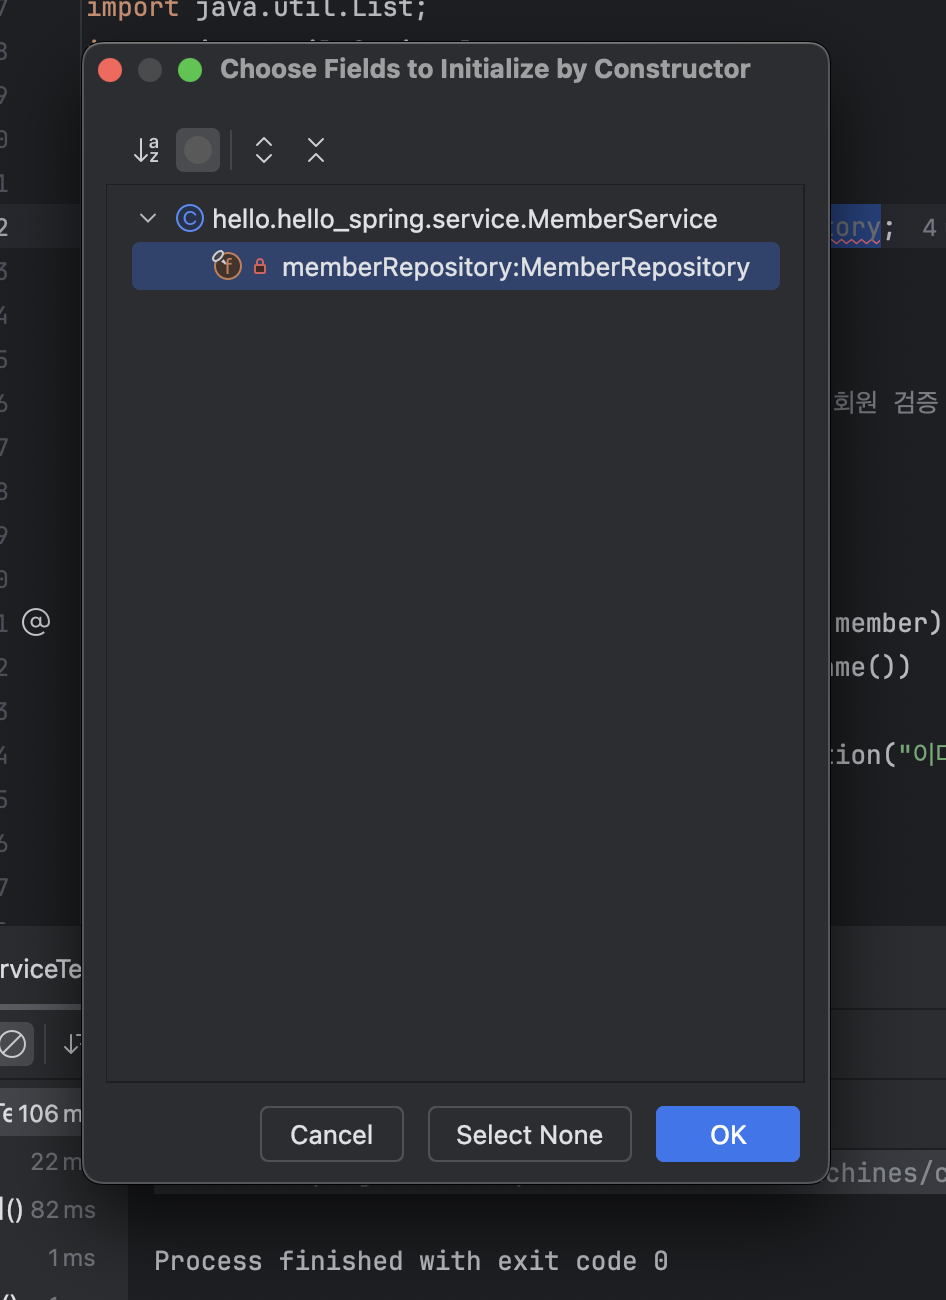 import java.util.List;
Choose Fields to Initialize by Constructor
hello.hello_spring.service.MemberService
ory; 4
memberRepository:MemberRepository
회원 검증
member)
me())
tion("이미
rviceTe
Te 106 m
22 m
chines/c
() 82 ms
1 ms
Process finished with exit code 0
Cancel
Select None
OK